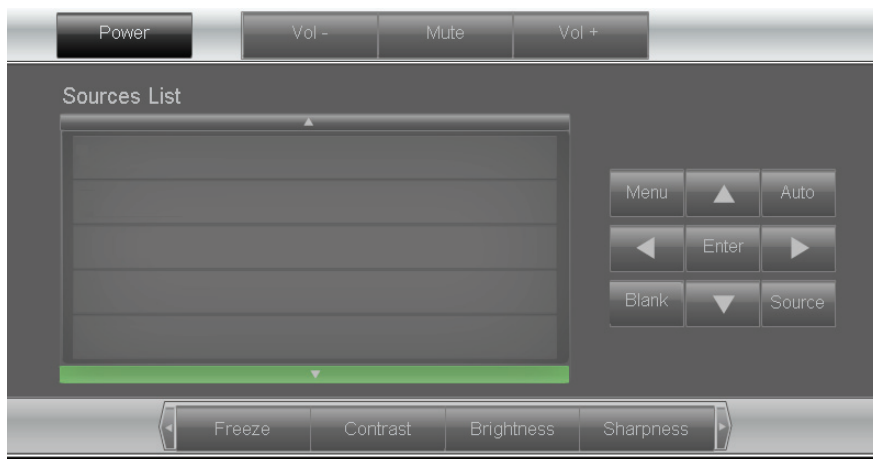 Power Vol - Mute Vol +
Sources List
Menu Auto
Enter
Blank Source
Freeze Contrast Brightness Sharpness